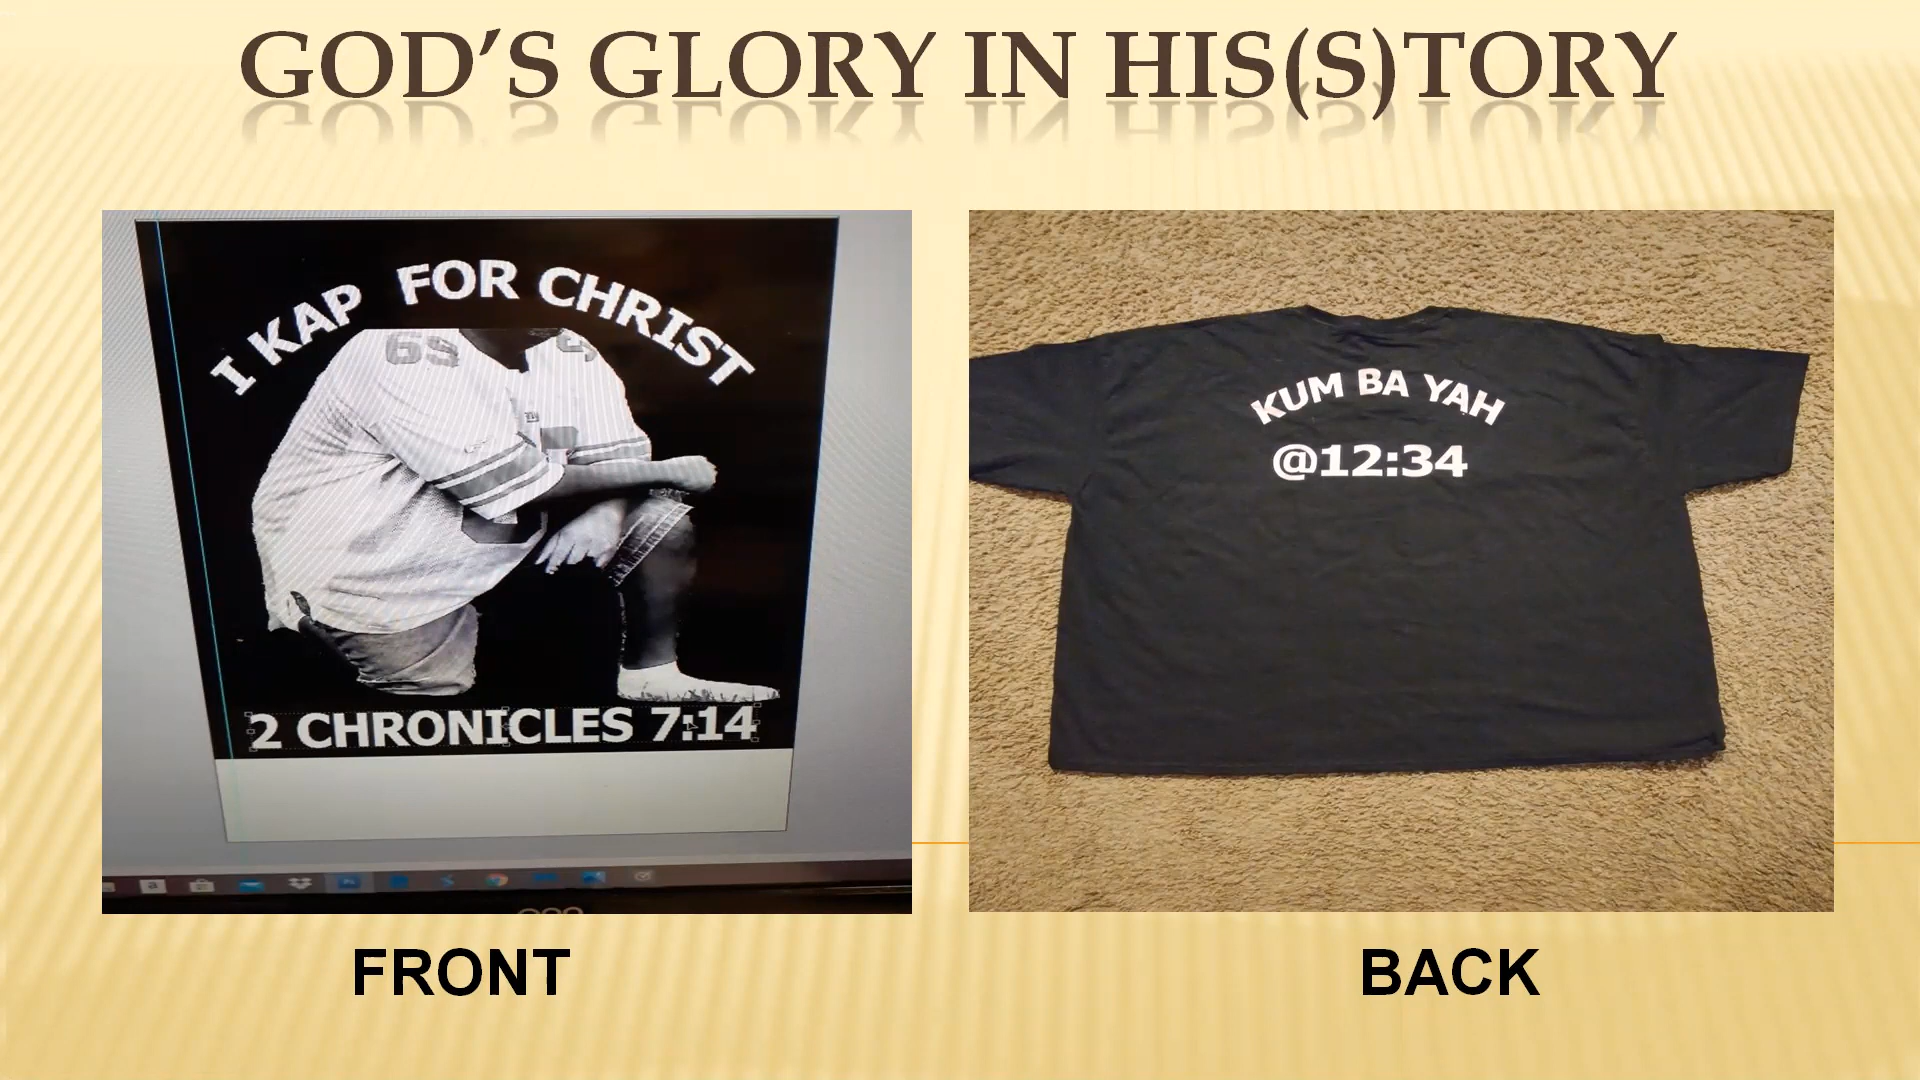 GOD'S GLORY IN HIS(S)TORY
I KAP FOR CHRIST
69
2 CHRONICLES 7:14
KUM BA YAH
@12:34
FRONT
BACK